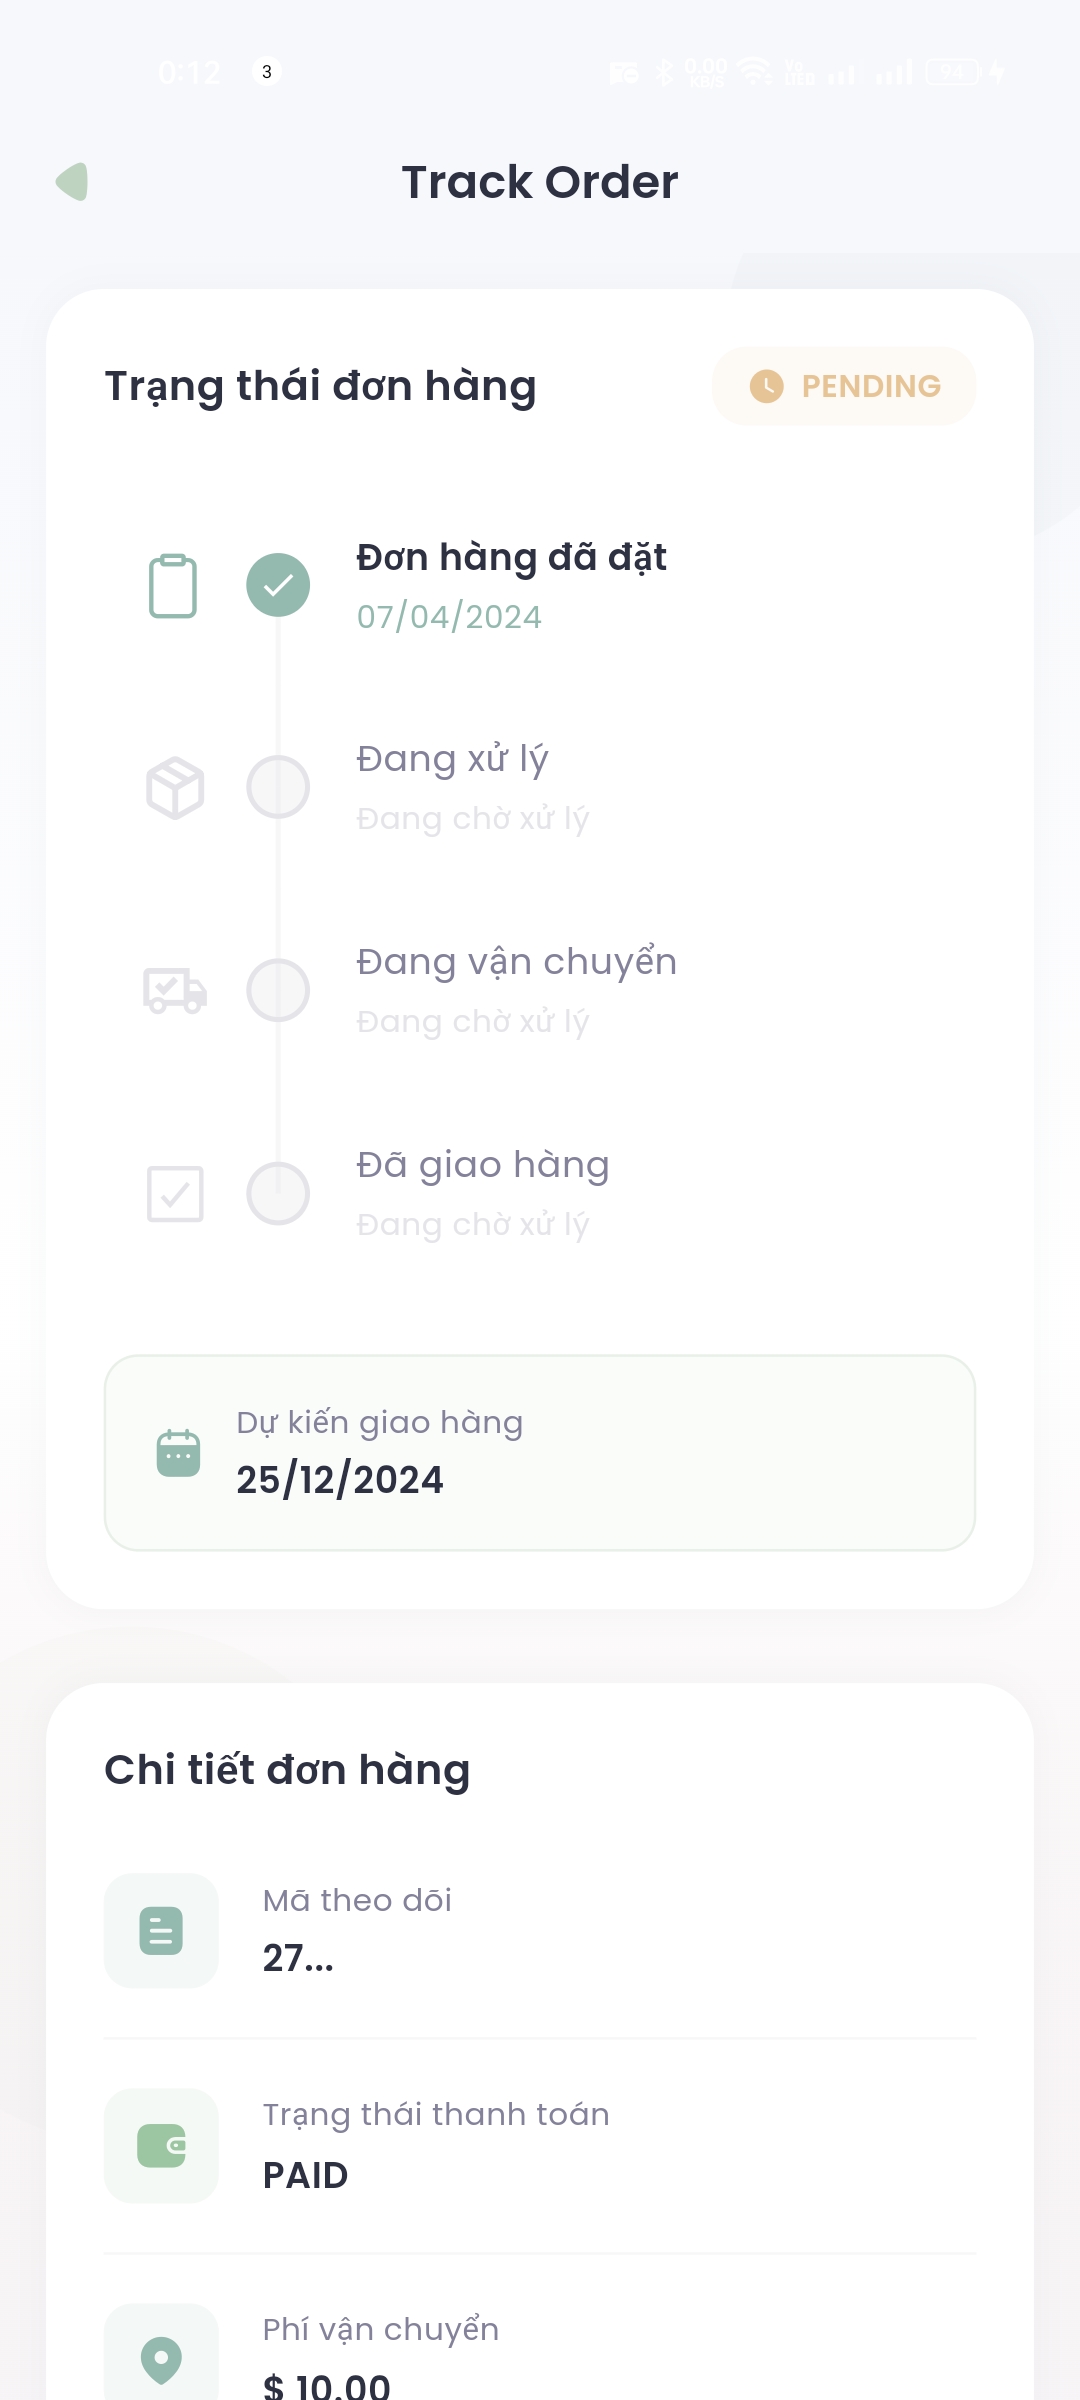 0:12 3 0.00 KB/S Vo LTED 94
Track Order
Trạng thái đơn hàng
PENDING
Đơn hàng đã đặt
07/04/2024
Đang xử lý
Đang chờ xử lý
Đang vận chuyển
Đang chờ xử lý
Đã giao hàng
Đang chờ xử lý
Dự kiến giao hàng
25/12/2024
Chi tiết đơn hàng
Mã theo dõi
27...
Trạng thái thanh toán
PAID
Phí vận chuyển
$ 10.00